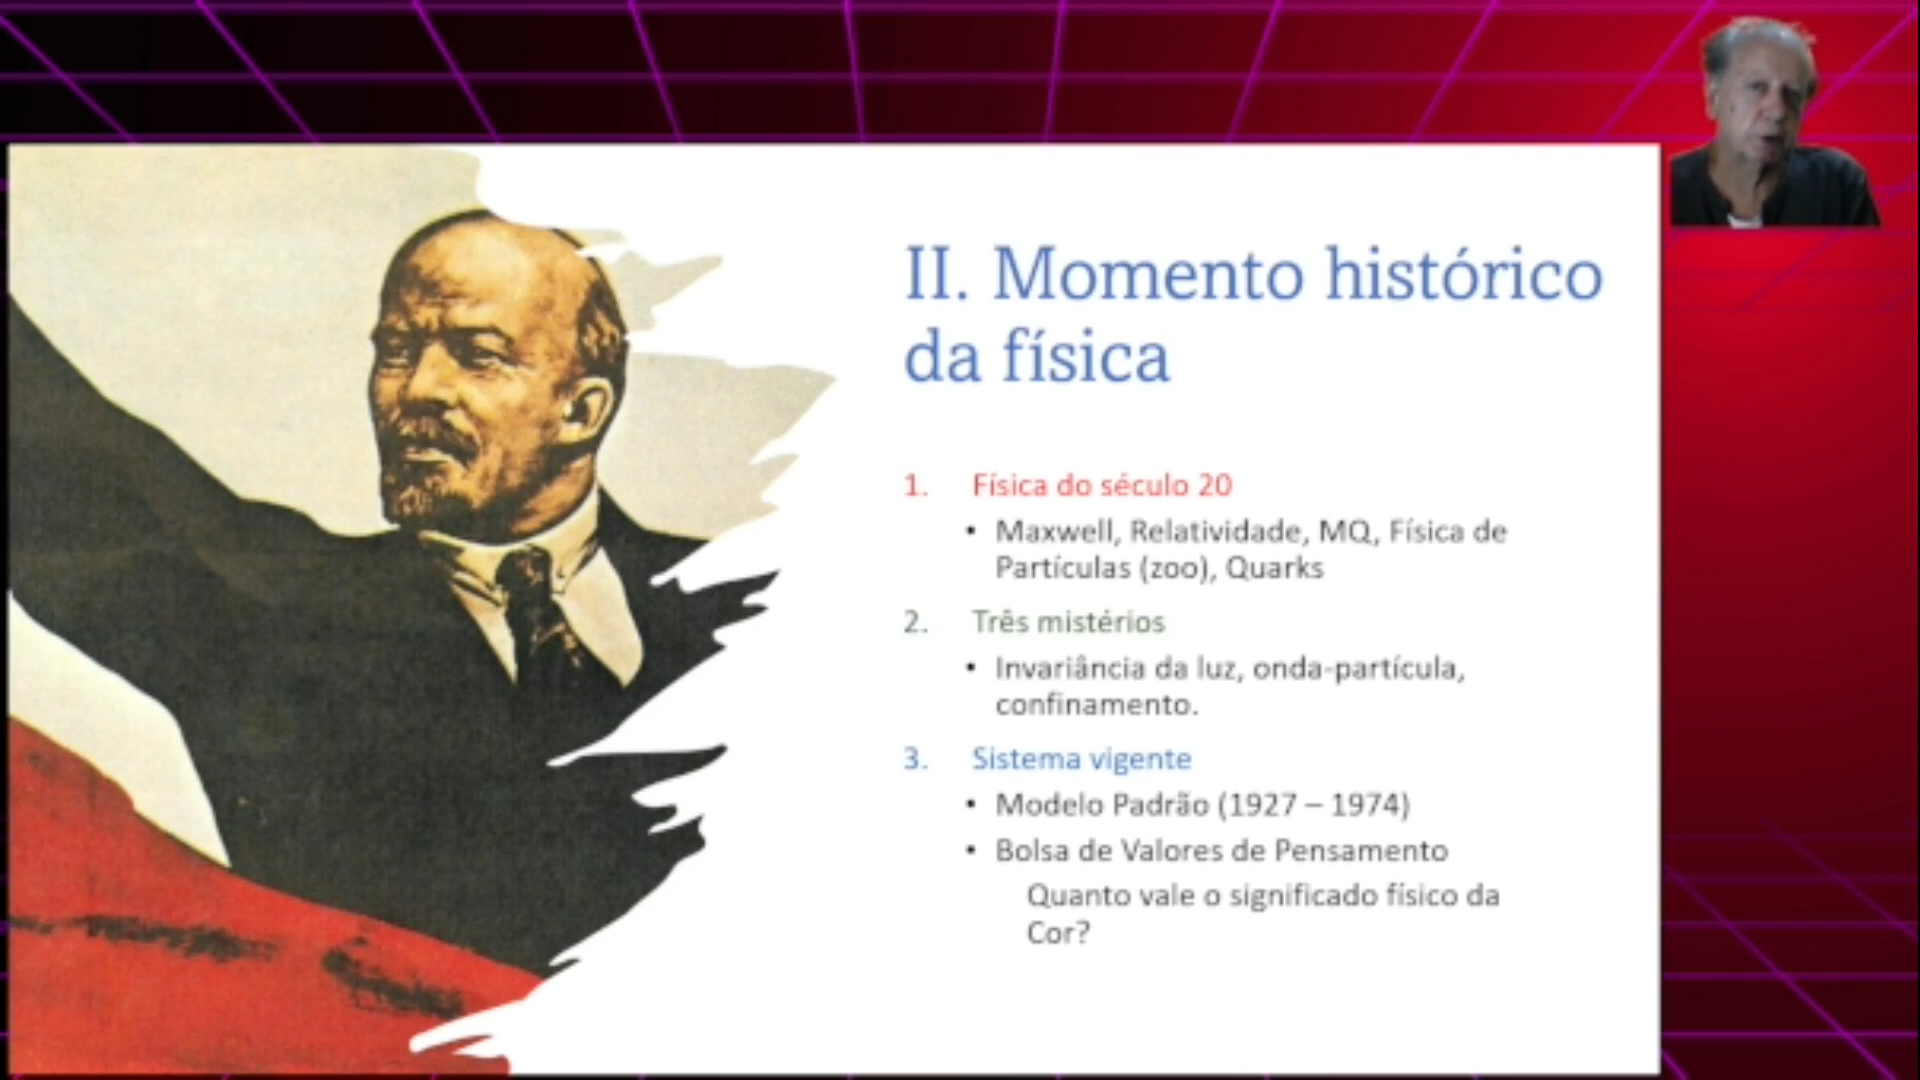 II. Momento histórico
da física
1. Física do século 20
• Maxwell, Relatividade, MQ, Física de
Partículas (zoo), Quarks
2. Três mistérios
• Invariância da luz, onda-partícula,
confinamento.
3. Sistema vigente
• Modelo Padrão (1927 – 1974)
• Bolsa de Valores de Pensamento
Quanto vale o significado físico da
Cor?